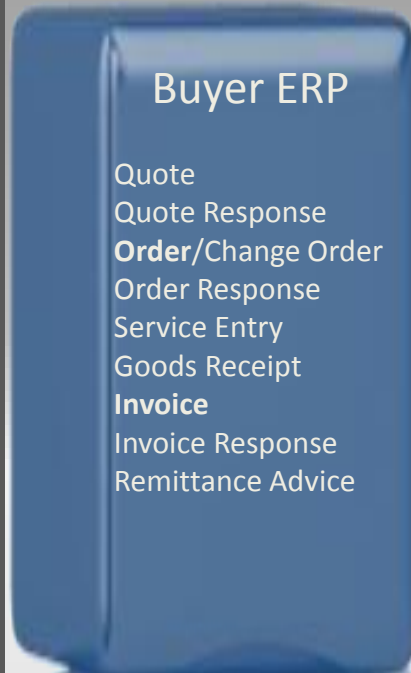 Buyer ERP
Quote
Quote Response
Order/Change Order
Order Response
Service Entry
Goods Receipt
Invoice
Invoice Response
Remittance Advice